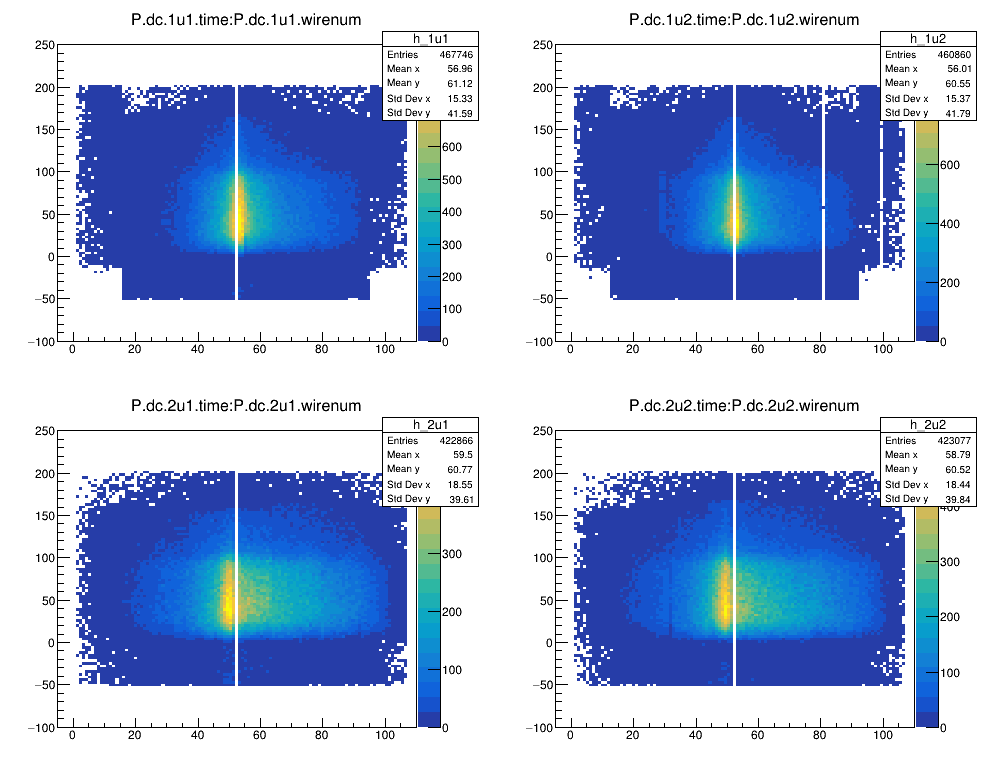 P.dc.1u1.time:P.dc.1u1.wirenum
h_1u1
Entries 467746
Mean x 56.96
Mean y 61.12
Std Dev x 15.33
Std Dev y 41.59
250
200
150
100
50
0
−50
−100
0 20 40 60 80 100
600
500
400
300
200
100
0
P.dc.1u2.time:P.dc.1u2.wirenum
h_1u2
Entries 460860
Mean x 56.01
Mean y 60.55
Std Dev x 15.37
Std Dev y 41.79
250
200
150
100
50
0
−50
−100
0 20 40 60 80 100
600
400
200
0
P.dc.2u1.time:P.dc.2u1.wirenum
h_2u1
Entries 422866
Mean x 59.5
Mean y 60.77
Std Dev x 18.55
Std Dev y 39.61
250
200
150
100
50
0
−50
−100
0 20 40 60 80 100
300
200
100
0
P.dc.2u2.time:P.dc.2u2.wirenum
h_2u2
Entries 423077
Mean x 58.79
Mean y 60.52
Std Dev x 18.44
Std Dev y 39.84
250
200
150
100
50
0
−50
−100
0 20 40 60 80 100
400
300
200
100
0